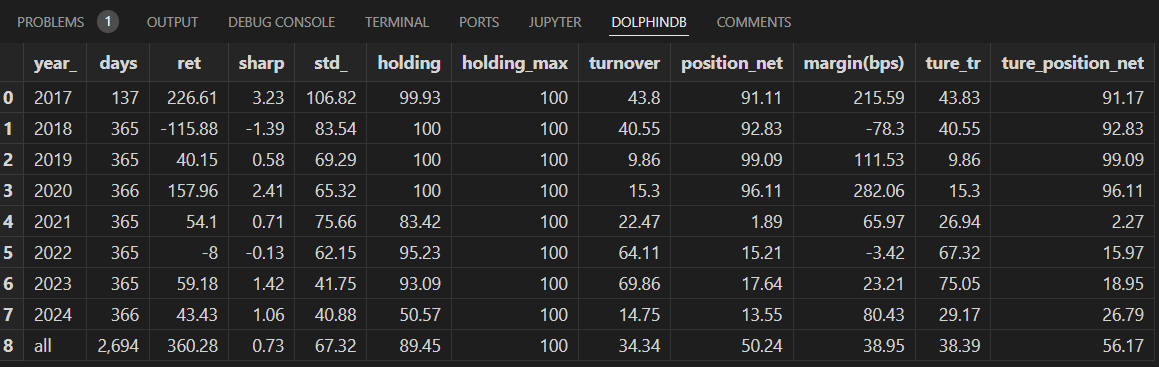 PROBLEMS 1 OUTPUT DEBUG CONSOLE TERMINAL PORTS JUPYTER DOLPHINDB COMMENTS
year_ days ret sharp std_ holding holding_max turnover position_net margin(bps) ture_tr ture_position_net
0 2017 137 226.61 3.23 106.82 99.93 100 43.8 91.11 215.59 43.83 91.17
1 2018 365 -115.88 -1.39 83.54 100 100 40.55 92.83 -78.3 40.55 92.83
2 2019 365 40.15 0.58 69.29 100 100 9.86 99.09 111.53 9.86 99.09
3 2020 366 157.96 2.41 65.32 100 100 15.3 96.11 282.06 15.3 96.11
4 2021 365 54.1 0.71 75.66 83.42 100 22.47 1.89 65.97 26.94 2.27
5 2022 365 -8 -0.13 62.15 95.23 100 64.11 15.21 -3.42 67.32 15.97
6 2023 365 59.18 1.42 41.75 93.09 100 69.86 17.64 23.21 75.05 18.95
7 2024 366 43.43 1.06 40.88 50.57 100 14.75 13.55 80.43 29.17 26.79
8 all 2,694 360.28 0.73 67.32 89.45 100 34.34 50.24 38.95 38.39 56.17